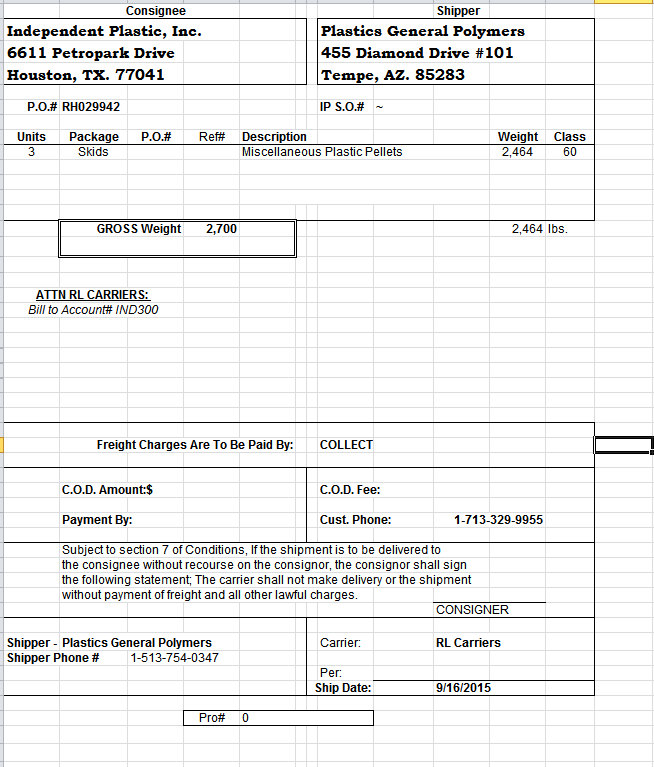 Consignee Shipper
Independent Plastic, Inc. Plastics General Polymers
6611 Petropark Drive 455 Diamond Drive #101
Houston, TX. 77041 Tempe, AZ. 85283
P.O.# RH029942 IP S.O.# ~
Units Package P.O.# Ref# Description Weight Class
3 Skids Miscellaneous Plastic Pellets 2,464 60
GROSS Weight 2,700 2,464 lbs.
ATTN RL CARRIERS:
Bill to Account# IND300
Freight Charges Are To Be Paid By: COLLECT
C.O.D. Amount:$ C.O.D. Fee:
Payment By: Cust. Phone: 1-713-329-9955
Subject to section 7 of Conditions, If the shipment is to be delivered to
the consignee without recourse on the consignor, the consignor shall sign
the following statement; The carrier shall not make delivery or the shipment
without payment of freight and all other lawful charges.
CONSIGNER
Shipper - Plastics General Polymers Carrier: RL Carriers
Shipper Phone # 1-513-754-0347
Per:
Ship Date: 9/16/2015
Pro# 0